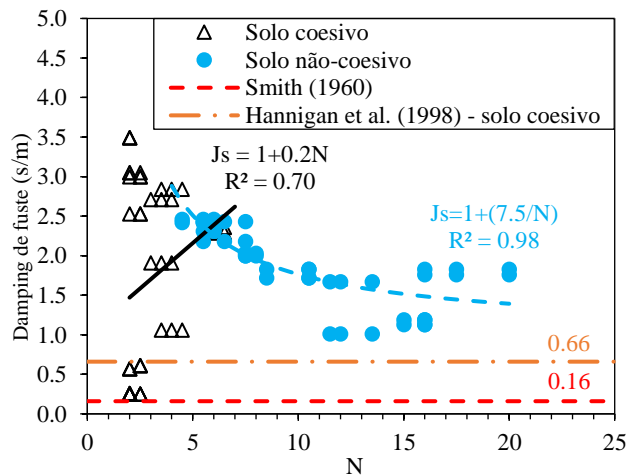 Solo coesivo
Solo não-coesivo
Smith (1960)
Hannigan et al. (1998) - solo coesivo
Js = 1+0.2N
R² = 0.70
Js=1+(7.5/N)
R² = 0.98
0.66
0.16
Damping de fuste (s/m)
5.0
4.5
4.0
3.5
3.0
2.5
2.0
1.5
1.0
0.5
0.0
0
5
10
15
20
25
N